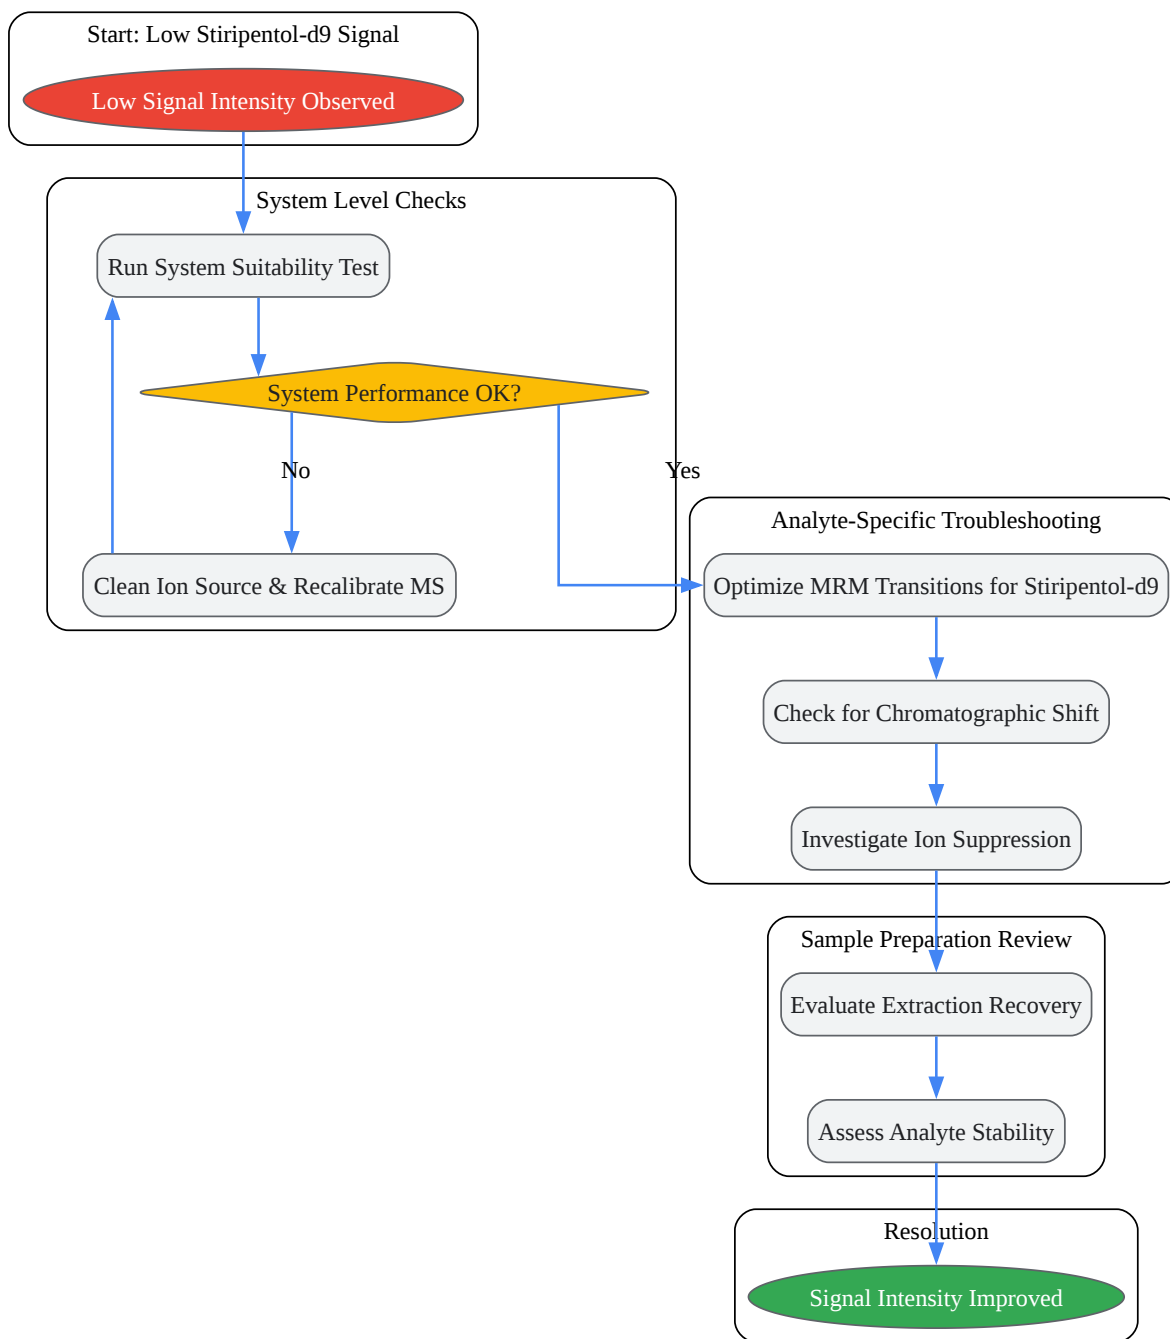 Start: Low Stiripentol-d9 Signal
Low Signal Intensity Observed
System Level Checks
Run System Suitability Test
System Performance OK?
No
Yes
Clean Ion Source & Recalibrate MS
Analyte-Specific Troubleshooting
Optimize MRM Transitions for Stiripentol-d9
Check for Chromatographic Shift
Investigate Ion Suppression
Sample Preparation Review
Evaluate Extraction Recovery
Assess Analyte Stability
Resolution
Signal Intensity Improved